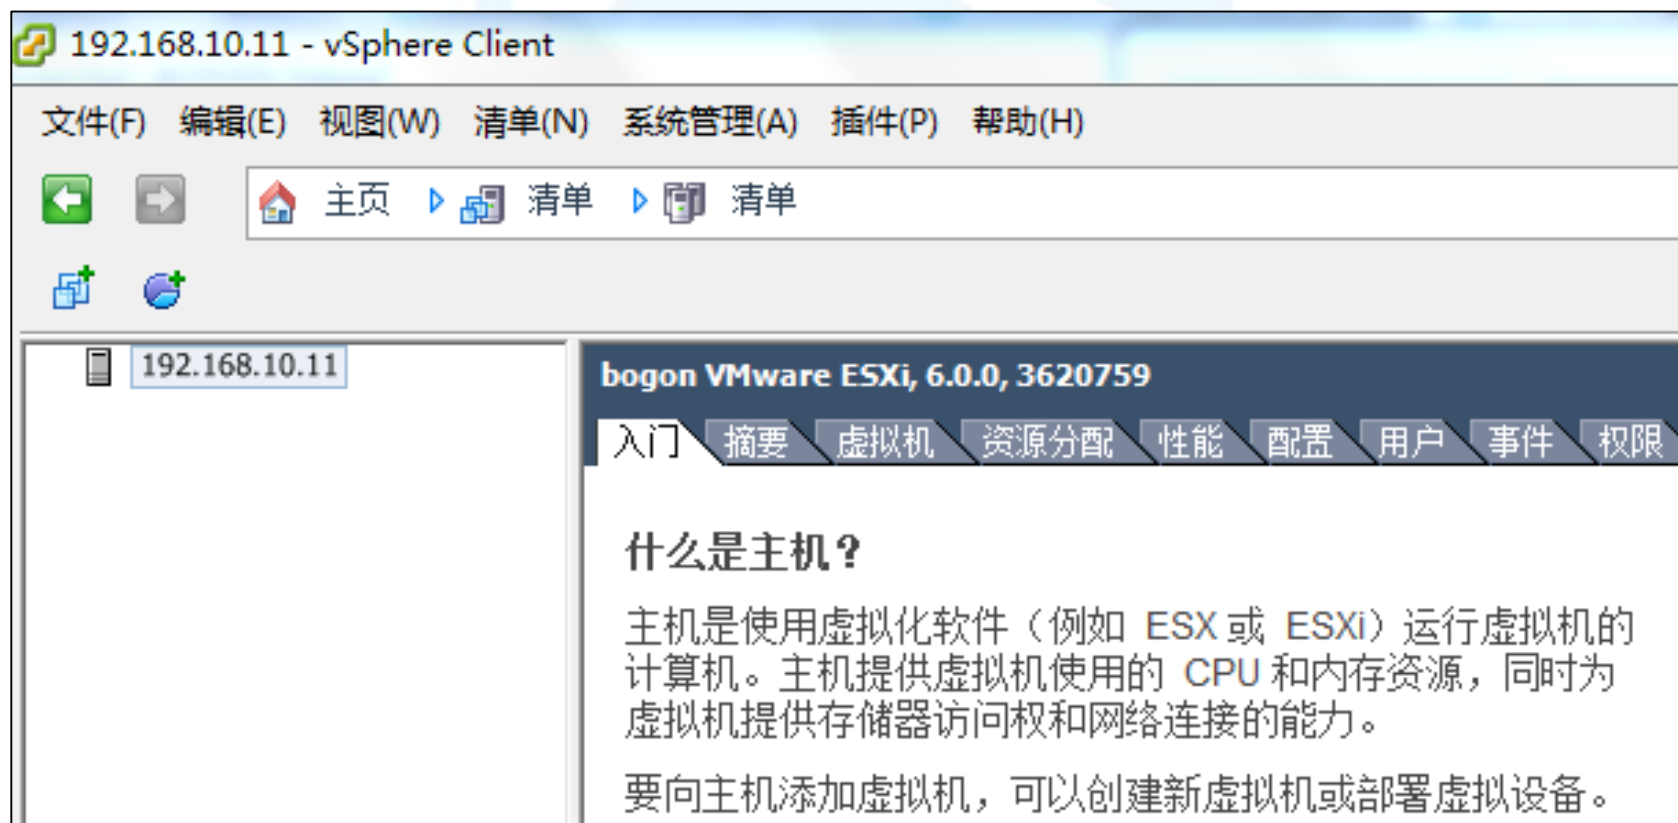 192.168.10.11 - vSphere Client
文件(F) 编辑(E) 视图(W) 清单(N) 系统管理(A) 插件(P) 帮助(H)
主页 清单 清单
192.168.10.11
bogon VMware ESXi, 6.0.0, 3620759
入门 摘要 虚拟机 资源分配 性能 配置 用户 事件 权限
什么是主机？
主机是使用虚拟化软件（例如 ESX 或 ESXi）运行虚拟机的
计算机。主机提供虚拟机使用的 CPU 和内存资源，同时为
虚拟机提供存储器访问权和网络连接的能力。
要向主机添加虚拟机，可以创建新虚拟机或部署虚拟设备。